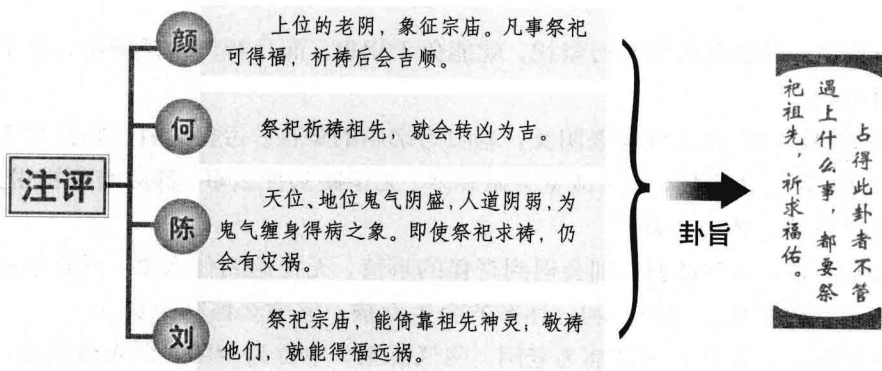 注评
颜
上位的老阴，象征宗庙。凡事祭祀
可得福，祈祷后会吉顺。
何
祭祀祈祷祖先，就会转凶为吉。
陈
天位、地位鬼气阴盛，人道阴弱，为
鬼气缠身得病之象。即使祭祀求祷，仍
会有灾祸。
刘
祭祀宗庙，能倚靠祖先神灵；敬祷
他们，就能得福远祸。
卦旨
占得此卦者不管
遇上什么事，都要祭
祀祖先，祈求福佑。